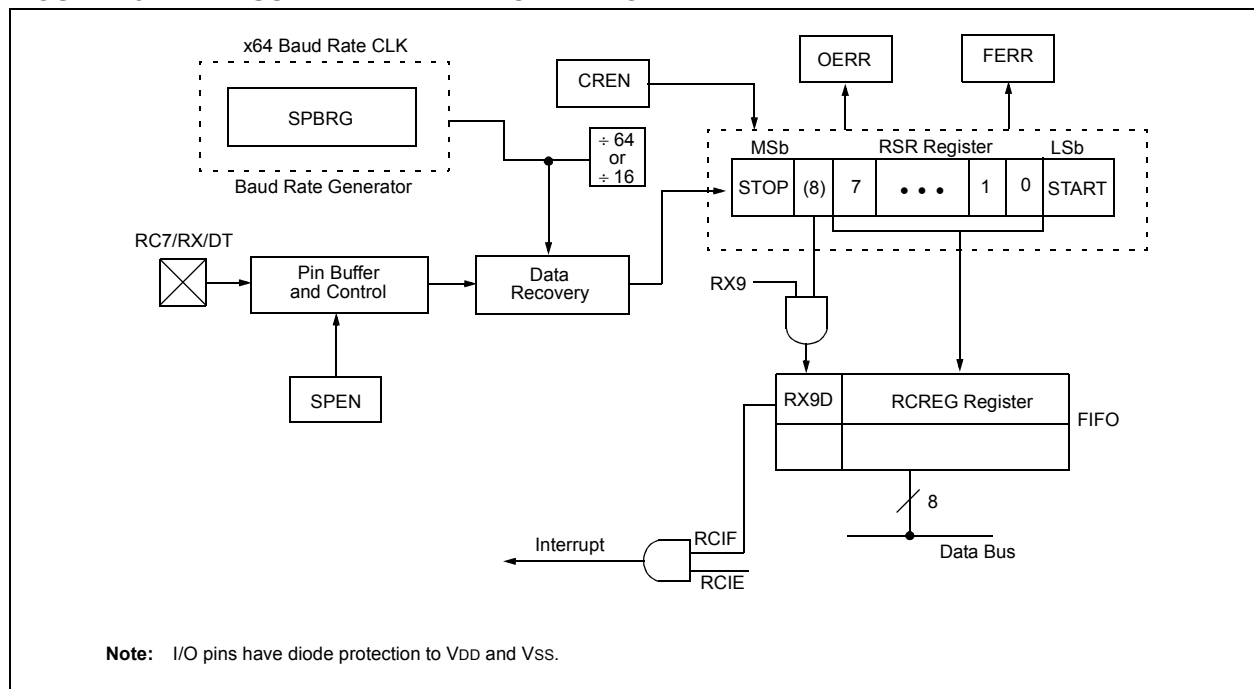 x64 Baud Rate CLK
SPBRG
Baud Rate Generator
CREN
OERR
FERR
÷ 64
or
÷ 16
MSb
RSR Register
LSb
STOP
(8)
7
• • •
1
0
START
RC7/RX/DT
Pin Buffer
and Control
Data
Recovery
RX9
SPEN
RX9D
RCREG Register
FIFO
8
Data Bus
Interrupt
RCIF
RCIE
Note: I/O pins have diode protection to VDD and VSS.